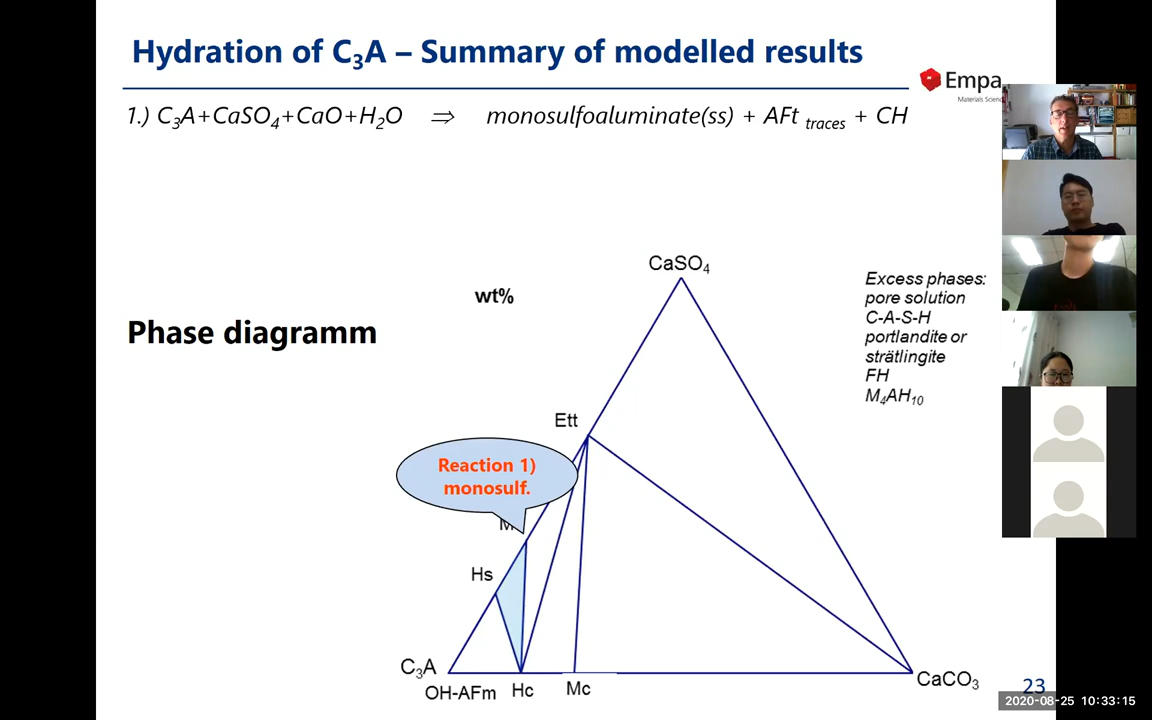 Hydration of C3A – Summary of modelled results
Empa
Materials Scienc
1.) C3A+CaSO4+CaO+H2O ⇒ monosulfoaluminate(ss) + AFt traces + CH
CaSO4
wt%
Excess phases:
pore solution
C-A-S-H
portlandite or
strätlingite
FH
M4AH10
Phase diagramm
Ett
Reaction 1)
monosulf.
Hs
C3A
OH-AFm
Hc
Mc
CaCO3
23
2020-08-25 10:33:15